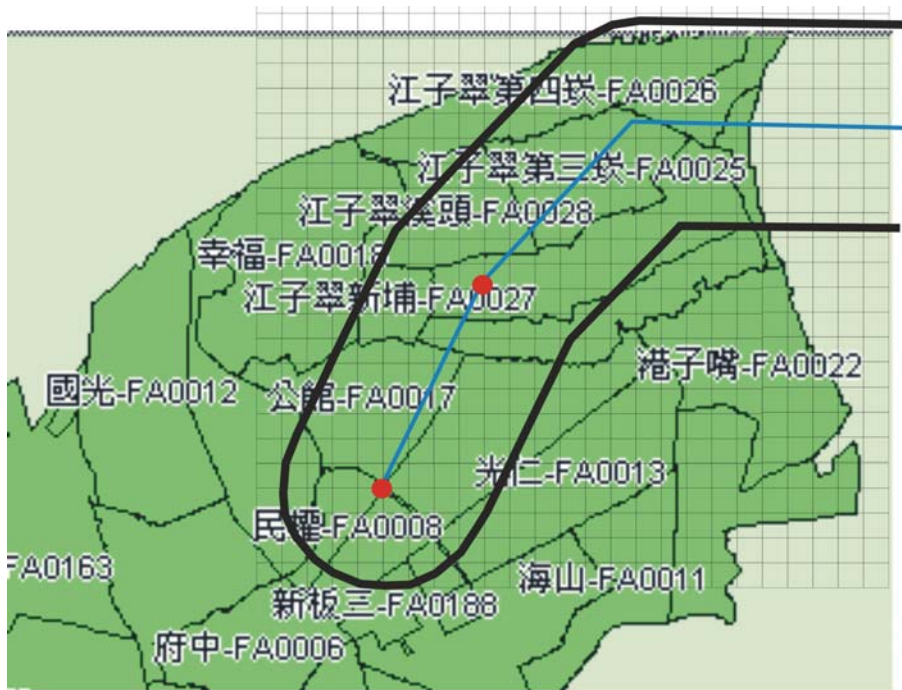 江子翠第四崁-FA0026
江子翠第三崁-FA0025
江子翠溪頭-FA0028
幸福-FA0018
江子翠新埔-FA0027
港子嘴-FA0022
國光-FA0012
公館-FA0017
光仁-FA0013
民權-FA0008
FA0163
海山-FA0011
新板三-FA0188
府中-FA0006